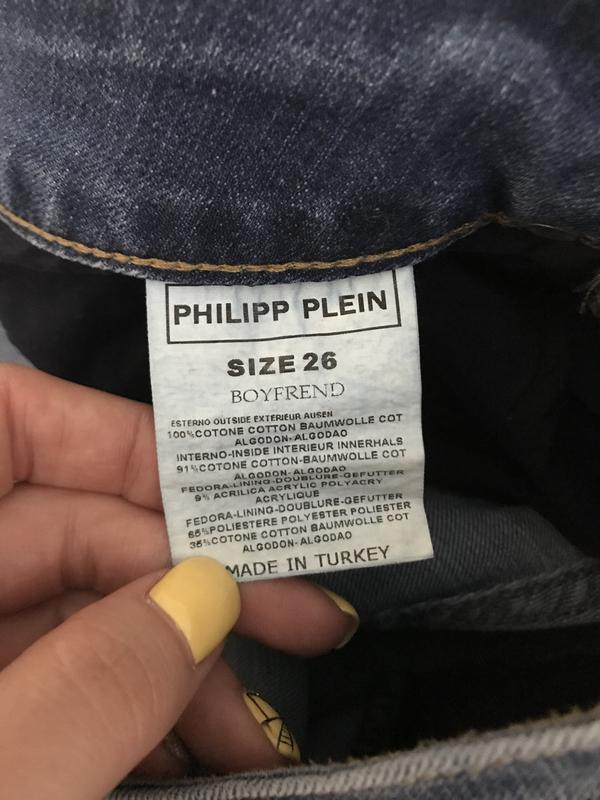 PHILIPP PLEIN
SIZE 26
BOYFREND
ESTERNO OUTSIDE EXTERIEUR AUSEN
100%COTONE COTTON BAUMWOLLE COT
ALGODON-ALGODAO
INTERNO-INSIDE INTERIEUR INNERHALS
91%COTONE COTTON-BAUMWOLLE COT
ALGODON-ALGODAO
FEDORA-LINING-DOUBLURE-GEFUTTER
9% ACRILICA ACRYLIC POLYACRY
ACRYLIQUE
FEDORA-LINING-DOUBLURE-GEFUTTER
65%POLIESTERE POLYESTER POLIESTER
35%COTONE COTTON BAUMWOLLE COT
ALGODON-ALGODAO
MADE IN TURKEY